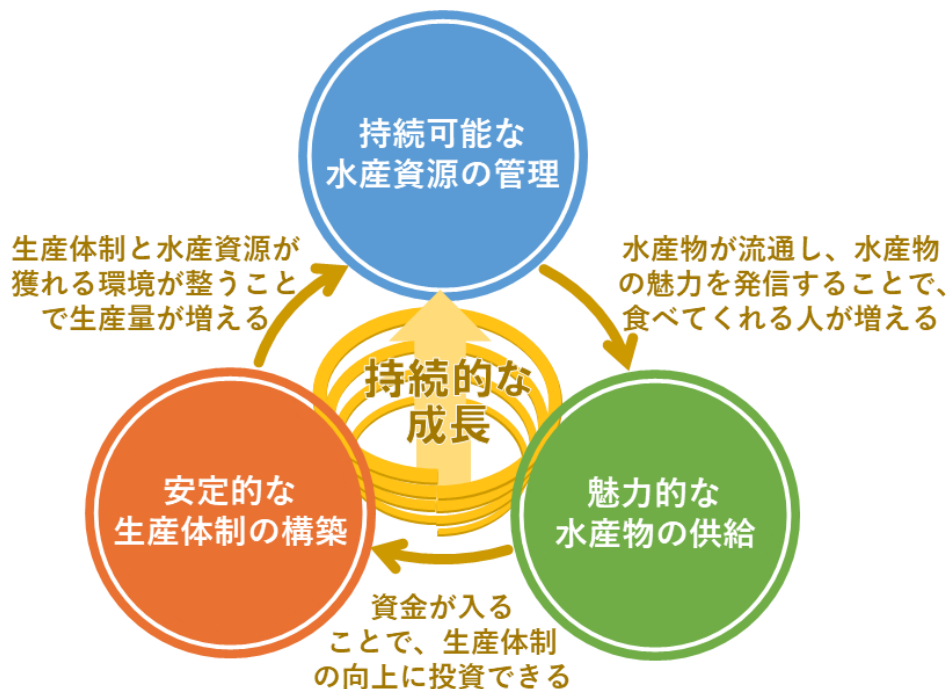 持続可能な
水産資源の管理
生産体制と水産資源が
獲れる環境が整うこと
で生産量が増える
水産物が流通し、水産物
の魅力を発信することで、
食べてくれる人が増える
持続的な
成長
安定的な
生産体制の構築
魅力的な
水産物の供給
資金が入る
ことで、生産体制
の向上に投資できる